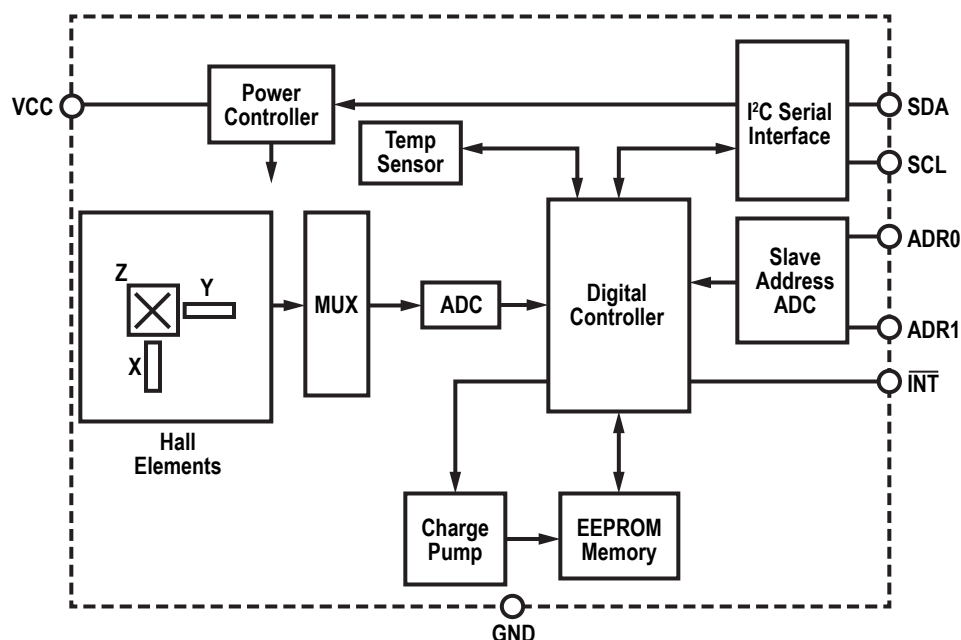 VCC
Power
Controller
Temp
Sensor
I²C Serial
Interface
SDA
SCL
Z
Y
X
Hall
Elements
MUX
ADC
Digital
Controller
Slave
Address
ADC
ADR0
ADR1
INT
Charge
Pump
EEPROM
Memory
GND